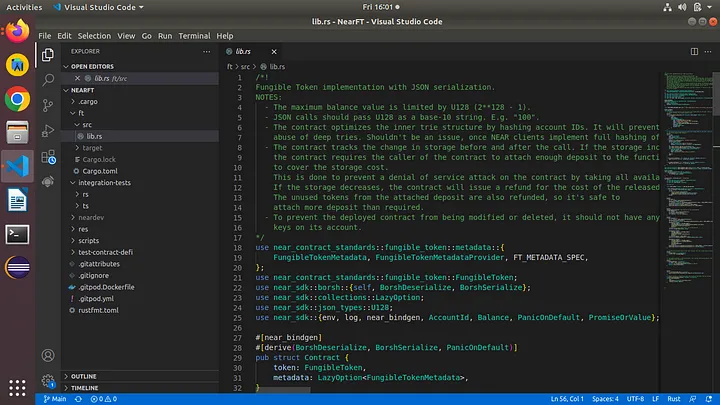 Activities Visual Studio Code Fri 16:01
lib.rs - NearFT - Visual Studio Code
File Edit Selection View Go Run Terminal Help
EXPLORER
OPEN EDITORS
lib.rs ft/src
NEARFT
.cargo
ft
src
lib.rs
target
Cargo.lock
Cargo.toml
integration-tests
rs
ts
neardev
res
scripts
test-contract-defi
.gitattributes
.gitignore
.gitpod.Dockerfile
.gitpod.yml
rustfmt.toml
OUTLINE
TIMELINE
lib.rs
ft > src > lib.rs
1 /*!
2 Fungible Token implementation with JSON serialization.
3 NOTES:
4 - The maximum balance value is limited by U128 (2**128 - 1).
5 - JSON calls should pass U128 as a base-10 string. E.g. "100".
6 - The contract optimizes the inner trie structure by hashing account IDs. It will prevent
7 abuse of deep tries. Shouldn't be an issue, once NEAR clients implement full hashing of
8 - The contract tracks the change in storage before and after the call. If the storage inc
9 the contract requires the caller of the contract to attach enough deposit to the functi
10 to cover the storage cost.
11 This is done to prevent a denial of service attack on the contract by taking all availa
12 If the storage decreases, the contract will issue a refund for the cost of the released
13 The unused tokens from the attached deposit are also refunded, so it's safe to
14 attach more deposit than required.
15 - To prevent the deployed contract from being modified or deleted, it should not have any
16 keys on its account.
17 */
18 use near_contract_standards::fungible_token::metadata::{
19 FungibleTokenMetadata, FungibleTokenMetadataProvider, FT_METADATA_SPEC,
20 };
21 use near_contract_standards::fungible_token::FungibleToken;
22 use near_sdk::borsh::{self, BorshDeserialize, BorshSerialize};
23 use near_sdk::collections::LazyOption;
24 use near_sdk::json_types::U128;
25 use near_sdk::{env, log, near_bindgen, AccountId, Balance, PanicOnDefault, PromiseOrValue};
26
27 #[near_bindgen]
28 #[derive(BorshDeserialize, BorshSerialize, PanicOnDefault)]
29 pub struct Contract {
30 token: FungibleToken,
31 metadata: LazyOption<FungibleTokenMetadata>,
32 }
Main 0 0 Ln 56, Col 1 Spaces: 4 UTF-8 LF Rust